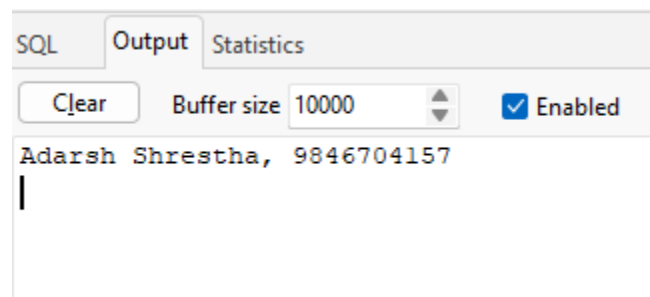 SQL Output Statistics
Clear Buffer size 10000 Enabled
Adarsh Shrestha, 9846704157